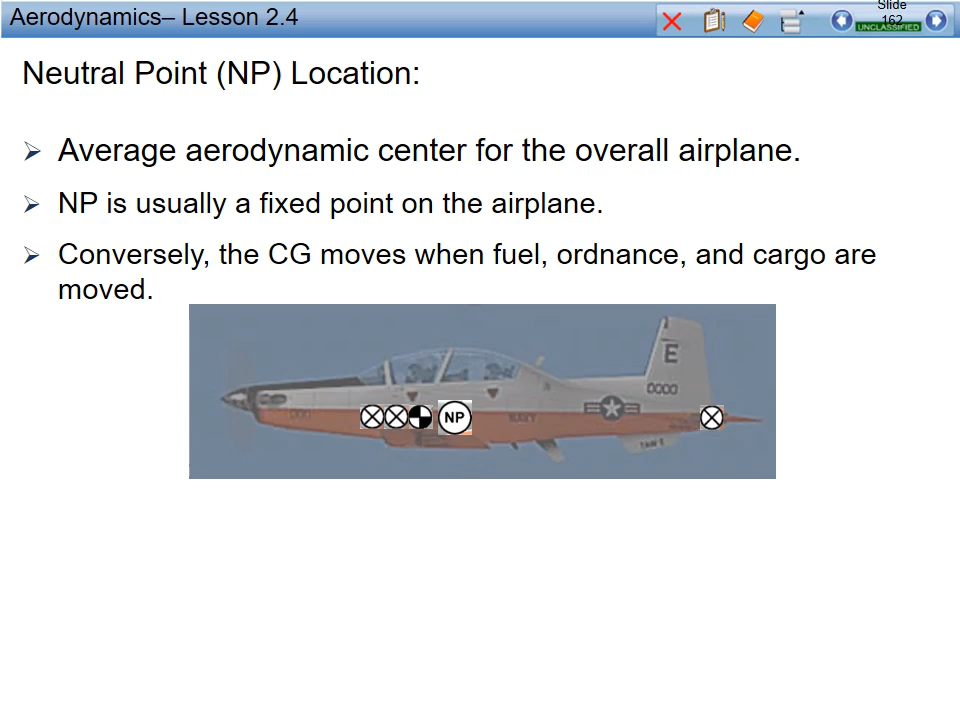 Aerodynamics– Lesson 2.4
Slide
162
UNCLASSIFIED
Neutral Point (NP) Location:
Average aerodynamic center for the overall airplane.
NP is usually a fixed point on the airplane.
Conversely, the CG moves when fuel, ordnance, and cargo are
moved.
E
0000
NP
NAVY